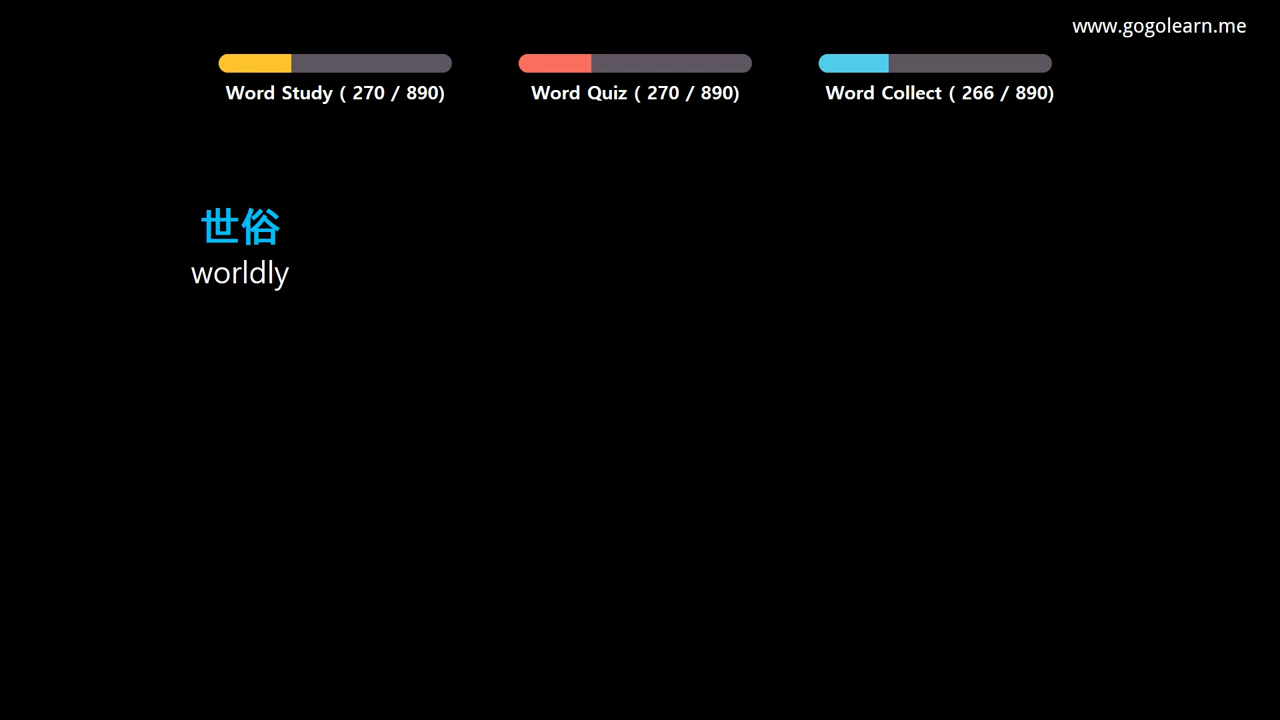 www.gogolearn.me
Word Study ( 270 / 890)
Word Quiz ( 270 / 890)
Word Collect ( 266 / 890)
世俗
worldly